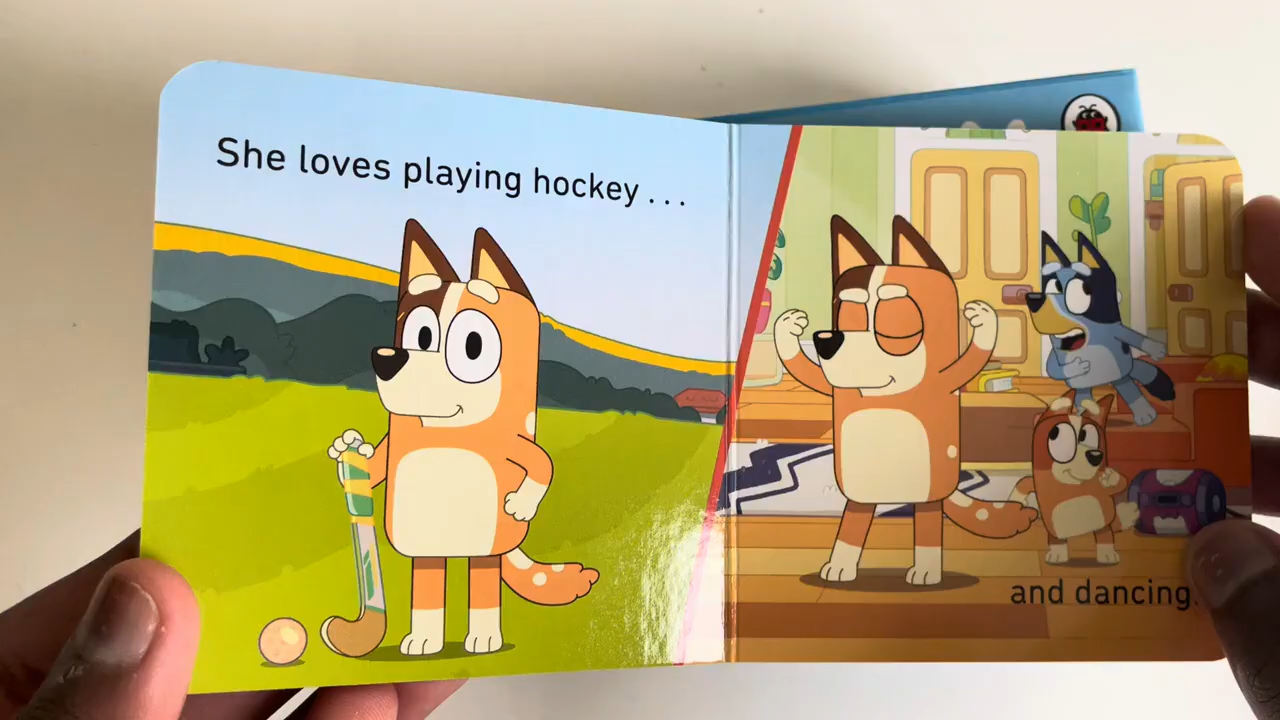 She loves playing hockey . . .
and dancing.